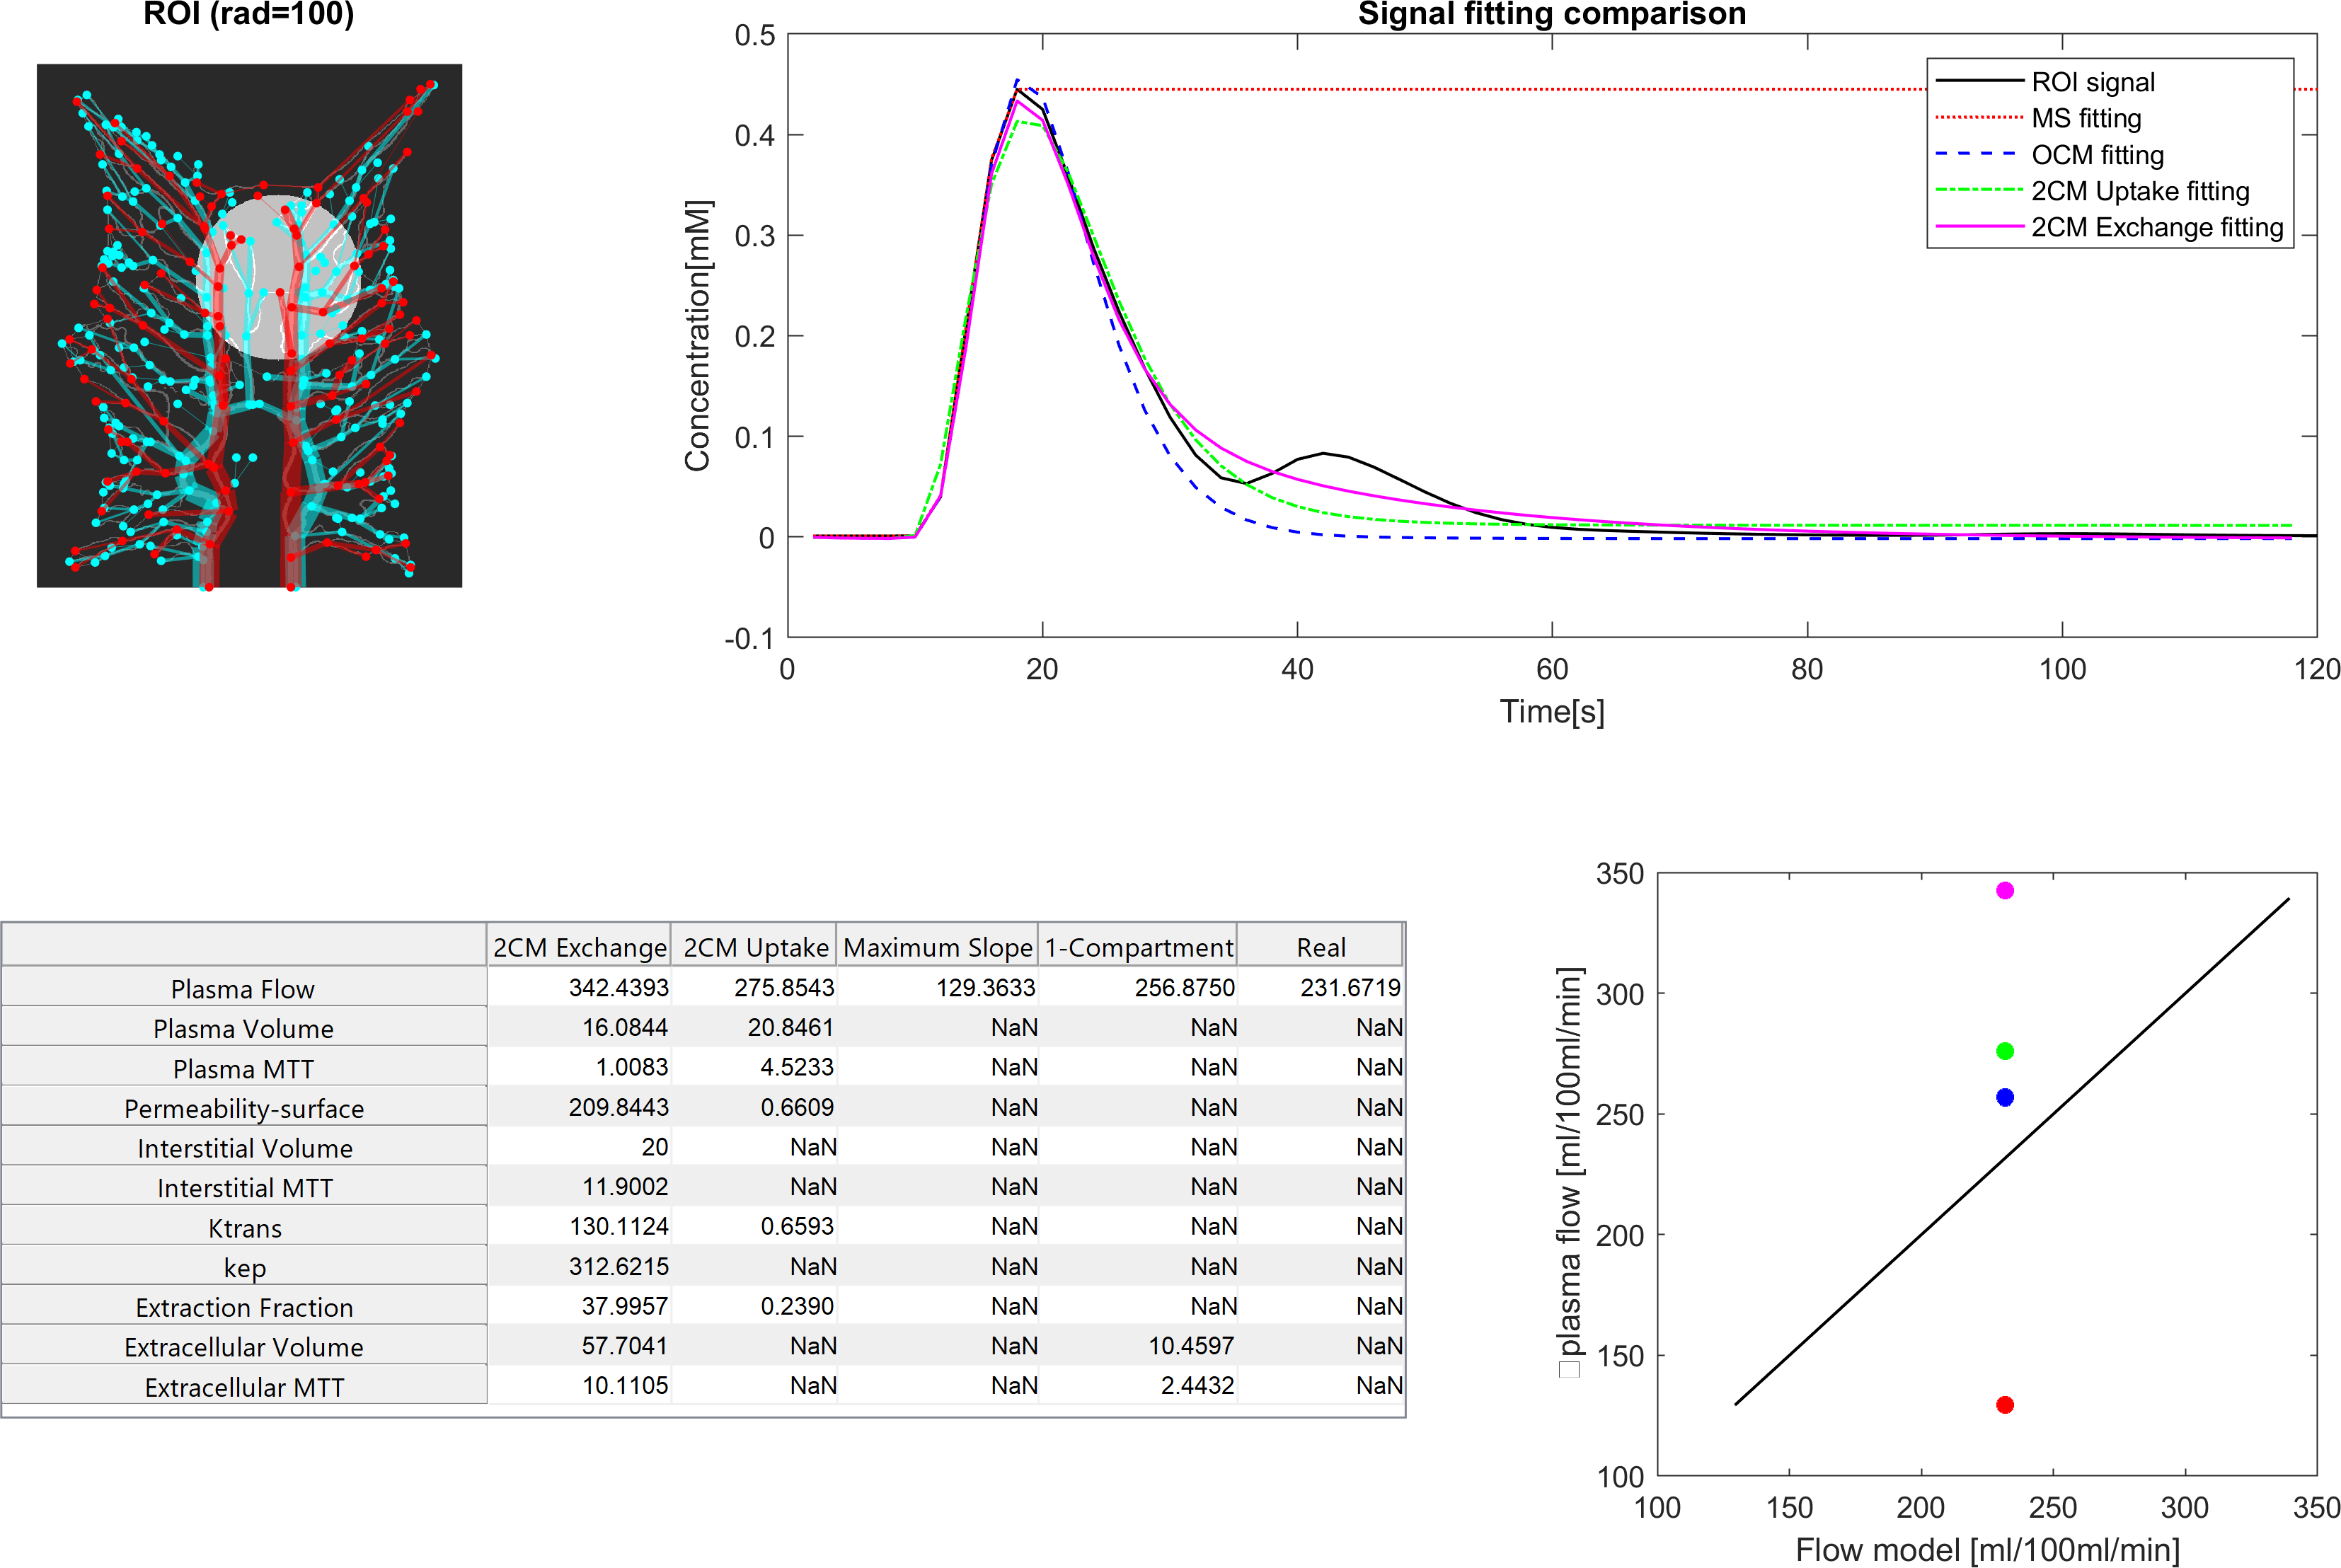 ROI (rad=100)
Signal fitting comparison
0.5
0.4
0.3
0.2
0.1
0
-0.1
Concentration[mM]
0 20 40 60 80 100 120
Time[s]
ROI signal
MS fitting
OCM fitting
2CM Uptake fitting
2CM Exchange fitting
2CM Exchange 2CM Uptake Maximum Slope 1-Compartment Real
Plasma Flow 342.4393 275.8543 129.3633 256.8750 231.6719
Plasma Volume 16.0844 20.8461 NaN NaN NaN
Plasma MTT 1.0083 4.5233 NaN NaN NaN
Permeability-surface 209.8443 0.6609 NaN NaN NaN
Interstitial Volume 20 NaN NaN NaN NaN
Interstitial MTT 11.9002 NaN NaN NaN NaN
Ktrans 130.1124 0.6593 NaN NaN NaN
kep 312.6215 NaN NaN NaN NaN
Extraction Fraction 37.9957 0.2390 NaN NaN NaN
Extracellular Volume 57.7041 NaN NaN 10.4597 NaN
Extracellular MTT 10.1105 NaN NaN 2.4432 NaN
350
300
250
200
150
100
□plasma flow [ml/100ml/min]
100 150 200 250 300 350
Flow model [ml/100ml/min]